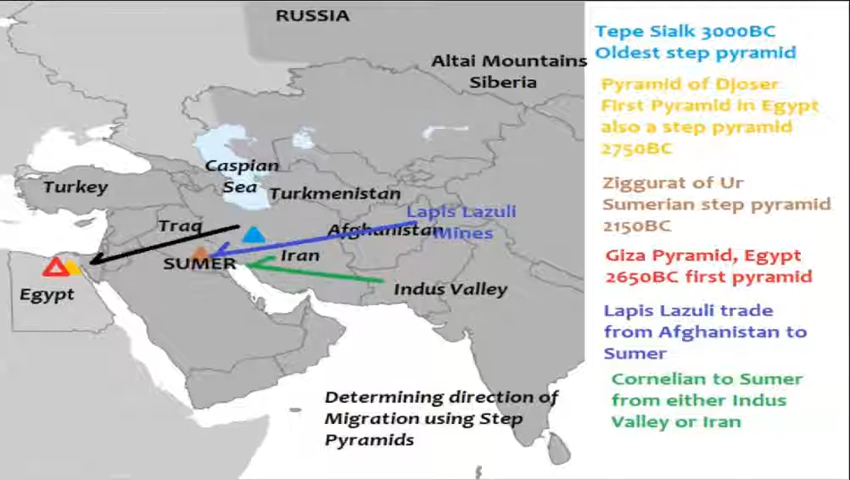 RUSSIA
Altai Mountains
Siberia
Caspian
Sea
Turkey
Turkmenistan
Lapis Lazuli
Mines
Traq
Afghanistan
Iran
SUMER
Egypt
Indus Valley
Determining direction of
Migration using Step
Pyramids
Tepe Sialk 3000BC
Oldest step pyramid
Pyramid of Djoser
First Pyramid in Egypt
also a step pyramid
2750BC
Ziggurat of Ur
Sumerian step pyramid
2150BC
Giza Pyramid, Egypt
2650BC first pyramid
Lapis Lazuli trade
from Afghanistan to
Sumer
Cornelian to Sumer
from either Indus
Valley or Iran